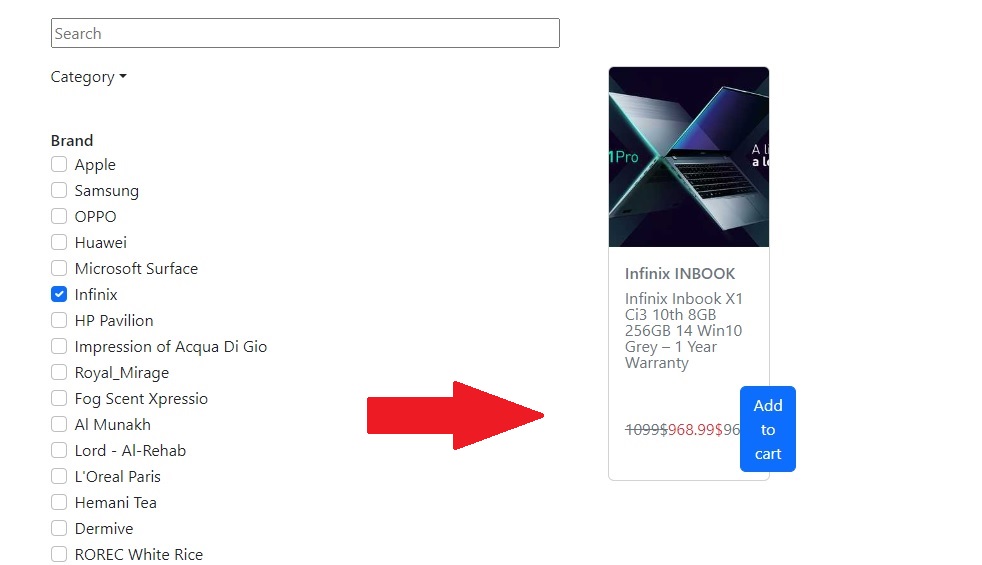 Search
Category
Brand
Apple
Samsung
OPPO
Huawei
Microsoft Surface
Infinix
HP Pavilion
Impression of Acqua Di Gio
Royal_Mirage
Fog Scent Xpressio
Al Munakh
Lord - Al-Rehab
L'Oreal Paris
Hemani Tea
Dermive
ROREC White Rice
1Pro
A li
a le
Infinix INBOOK
Infinix Inbook X1
Ci3 10th 8GB
256GB 14 Win10
Grey – 1 Year
Warranty
1099$968.99$96
Add
to
cart